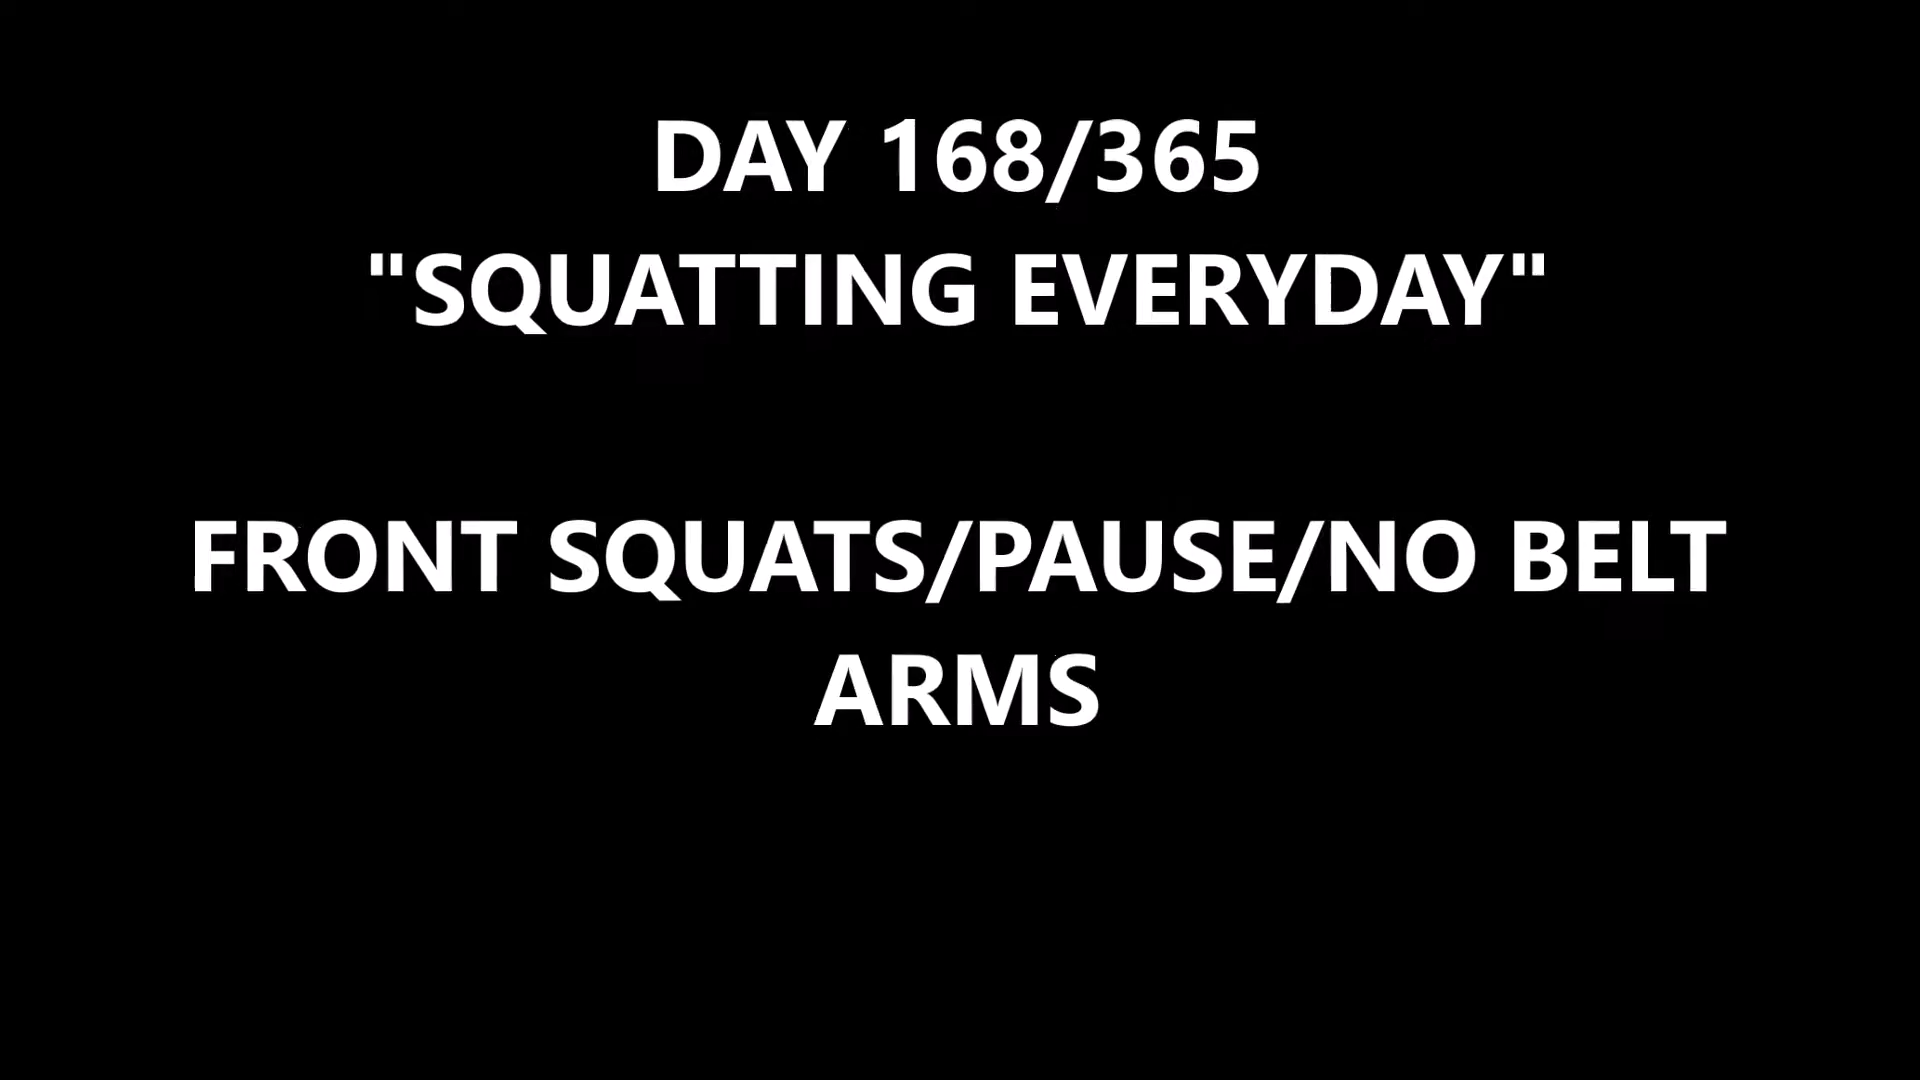 DAY 168/365
"SQUATTING EVERYDAY"
FRONT SQUATS/PAUSE/NO BELT
ARMS